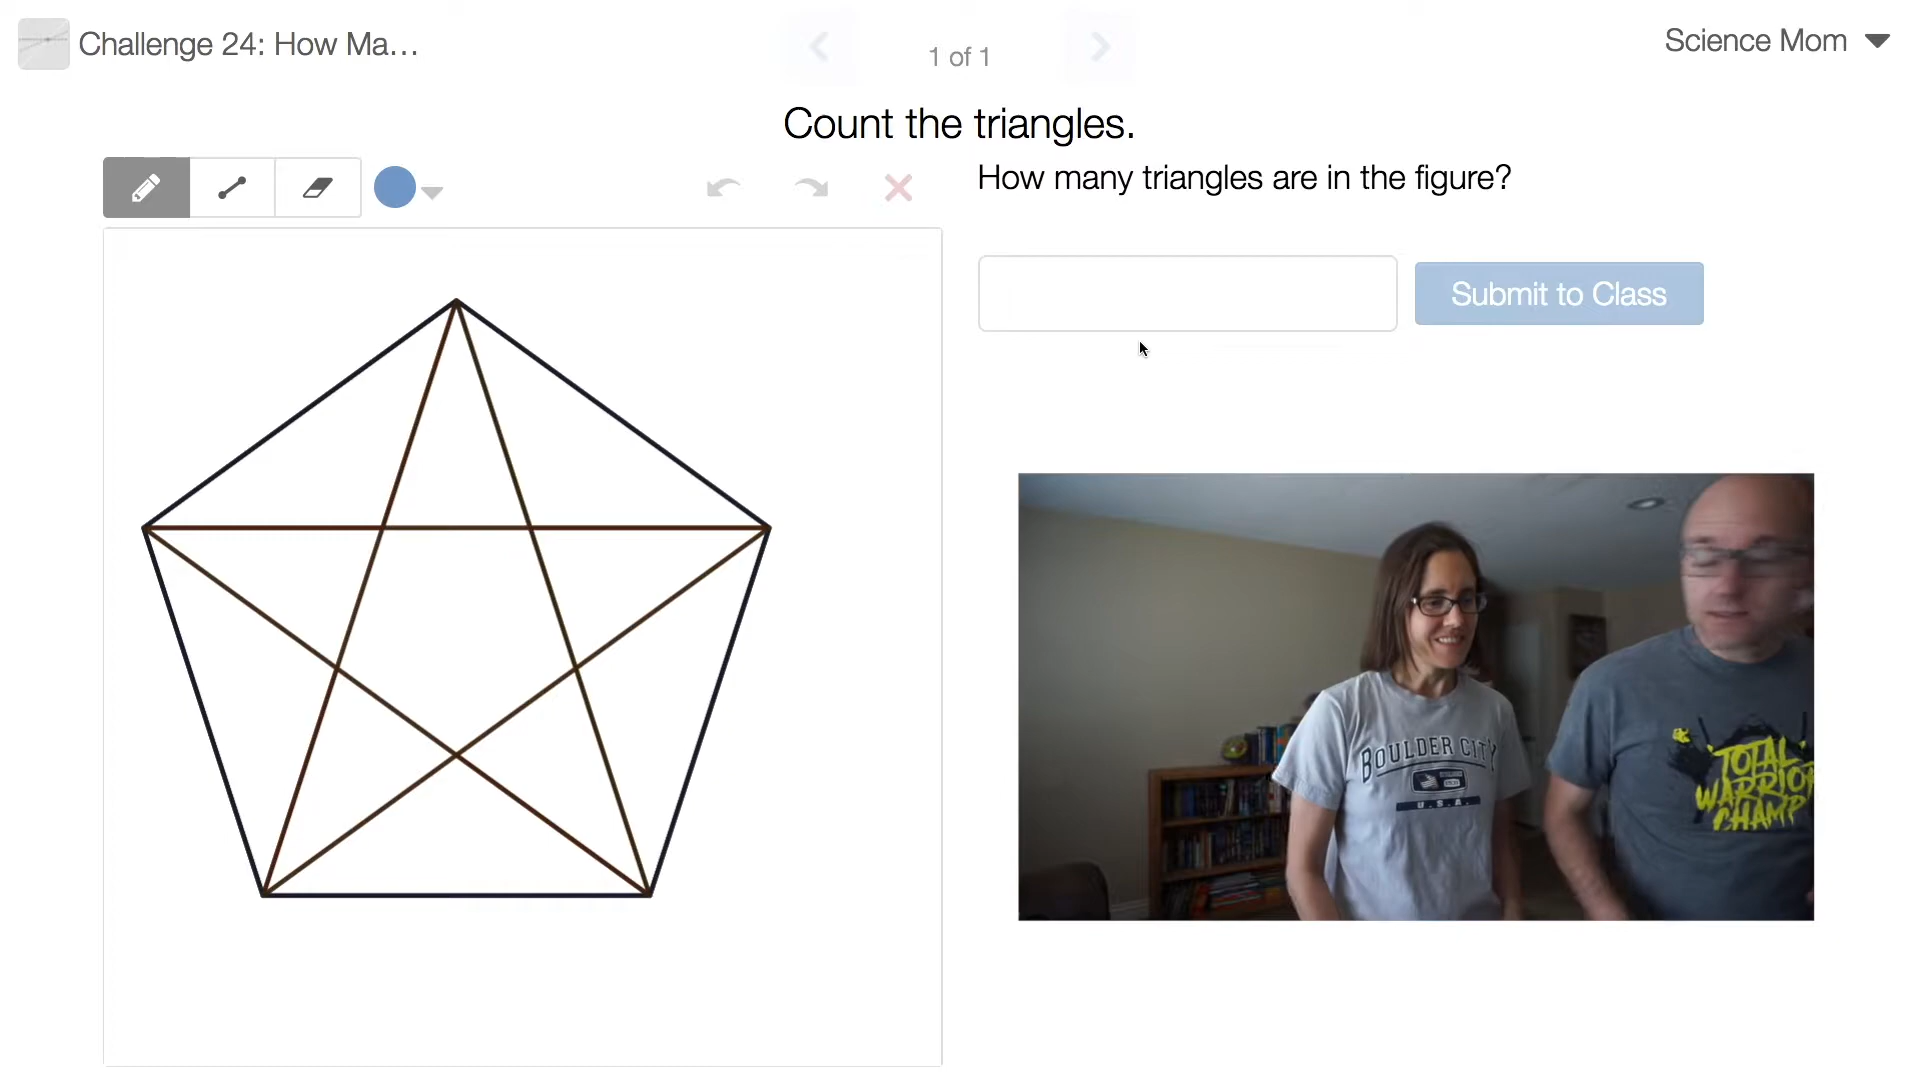 Challenge 24: How Ma...
1 of 1
Science Mom
Count the triangles.
How many triangles are in the figure?
Submit to Class
BOULDER CITY
U.S.A.
TOTAL
WARRIOR
CHAMP